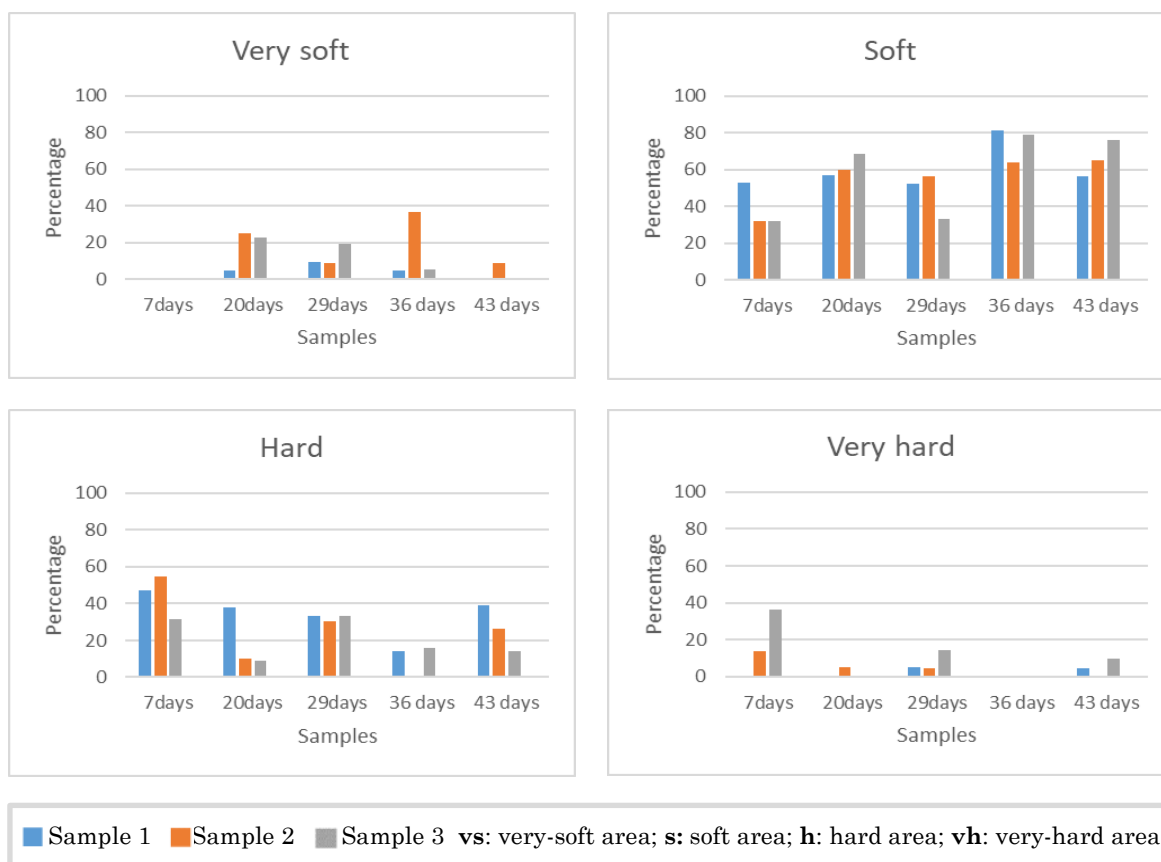 Very soft
100
80
60
40
20
0
Percentage
7days 20days 29days 36 days 43 days
Samples
Soft
100
80
60
40
20
0
Percentage
7days 20days 29days 36 days 43 days
Samples
Hard
100
80
60
40
20
0
Percentage
7days 20days 29days 36 days 43 days
Samples
Very hard
100
80
60
40
20
0
Percentage
7days 20days 29days 36 days 43 days
Samples
Sample 1 Sample 2 Sample 3 vs: very-soft area; s: soft area; h: hard area; vh: very-hard area